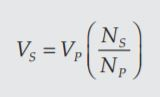 V_S = V_P (N_S / N_P)